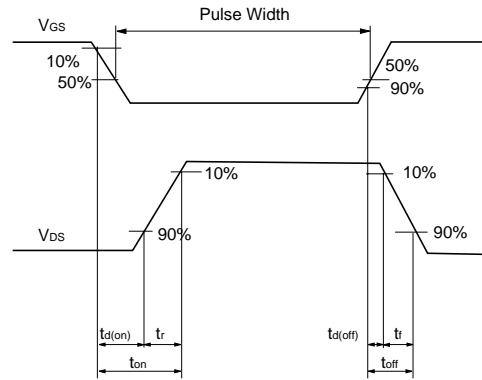 Pulse Width
VGS
10%
50%
50%
90%
10%
10%
VDS
90%
90%
td(on)
tr
td(off)
tf
ton
toff